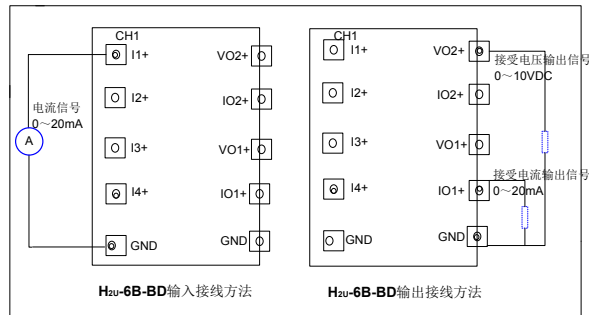 CH1
I1+
VO2+
I2+
IO2+
I3+
VO1+
I4+
IO1+
GND
GND
电流信号
0～20mA
A
H2U-6B-BD输入接线方法
CH1
I1+
VO2+
I2+
IO2+
I3+
VO1+
I4+
IO1+
GND
GND
接受电压输出信号
0～10VDC
接受电流输出信号
0～20mA
H2U-6B-BD输出接线方法